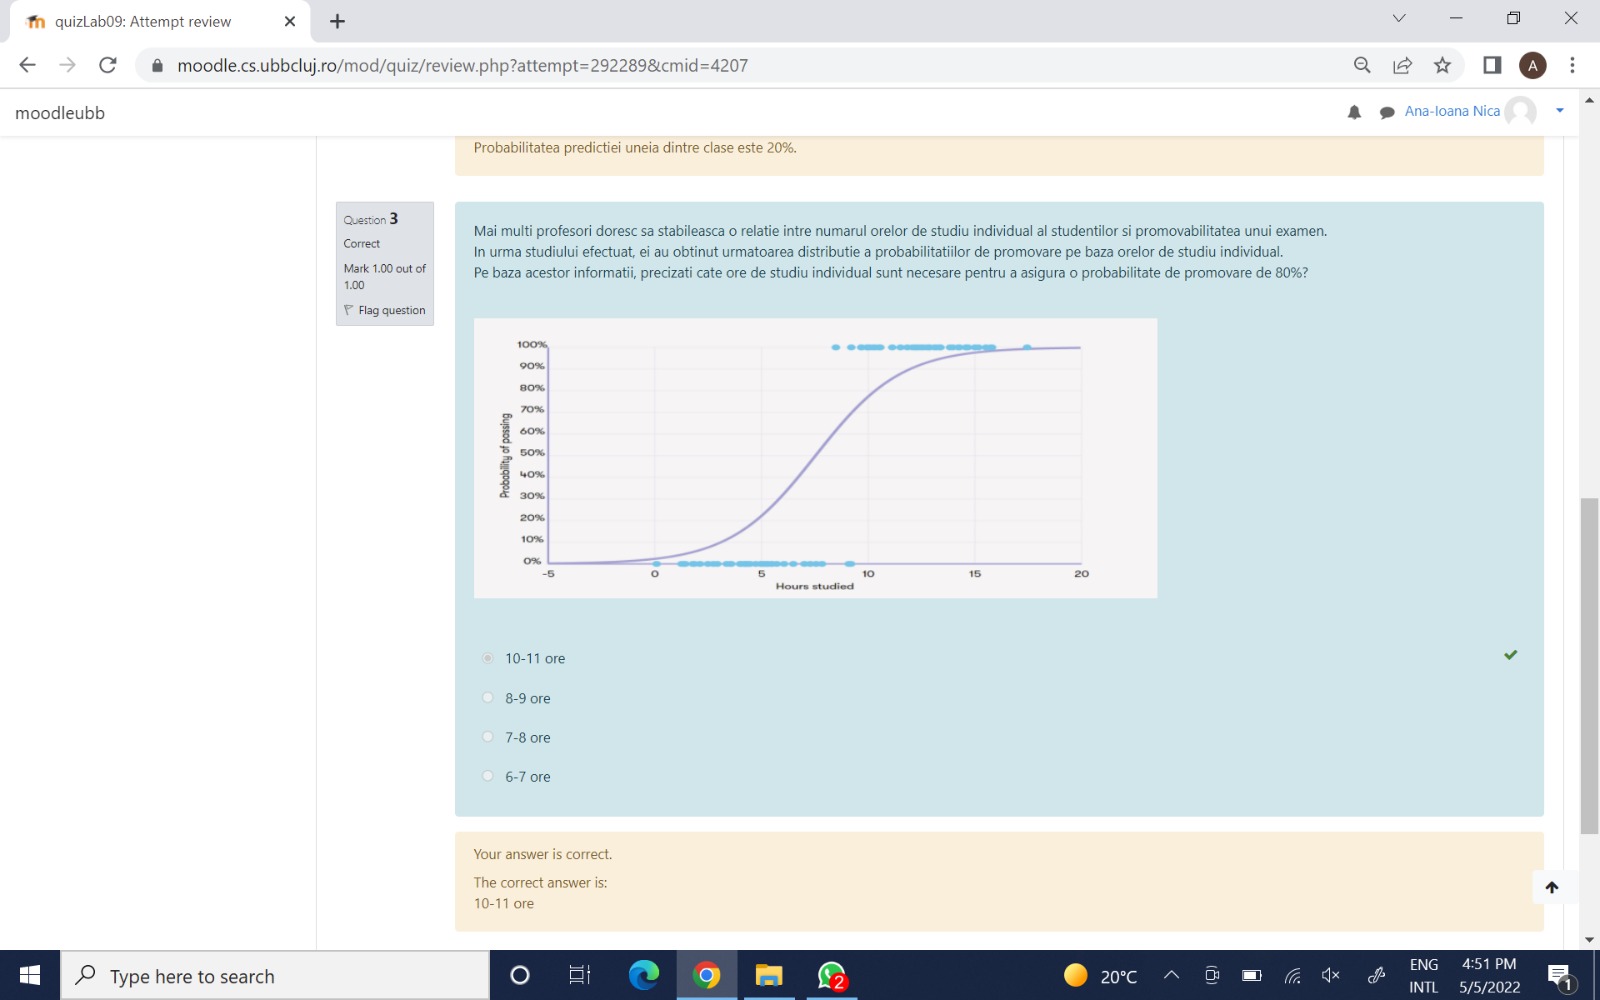 quizLab09: Attempt review
moodle.cs.ubbcluj.ro/mod/quiz/review.php?attempt=292289&cmid=4207
A
moodleubb
Ana-Ioana Nica
Probabilitatea predictiei uneia dintre clase este 20%.
Question 3
Correct
Mark 1.00 out of
1.00
Flag question
Mai multi profesori doresc sa stabileasca o relatie intre numarul orelor de studiu individual al studentilor si promovabilitatea unui examen.
In urma studiului efectuat, ei au obtinut urmatoarea distributie a probabilitatiilor de promovare pe baza orelor de studiu individual.
Pe baza acestor informatii, precizati cate ore de studiu individual sunt necesare pentru a asigura o probabilitate de promovare de 80%?
100%
90%
80%
70%
60%
50%
40%
30%
20%
10%
0%
Probability of passing
-5 0 5 10 15 20
Hours studied
10-11 ore
8-9 ore
7-8 ore
6-7 ore
Your answer is correct.
The correct answer is:
10-11 ore
Type here to search
2
20°C
ENG
INTL
4:51 PM
5/5/2022
1